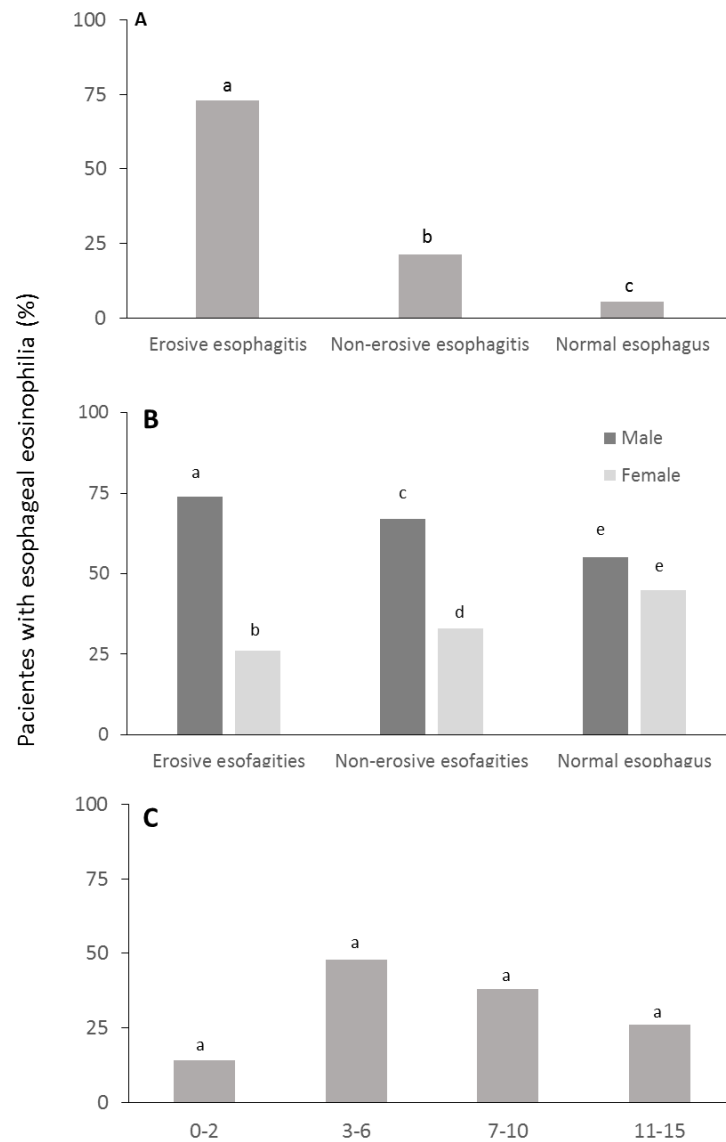 Pacientes with esophageal eosinophilia (%)
A
100
75
50
25
0
a
b
c
Erosive esophagitis
Non-erosive esophagitis
Normal esophagus
B
100
75
50
25
0
Male
Female
a
b
c
d
e
e
Erosive esofagities
Non-erosive esofagities
Normal esophagus
C
100
75
50
25
0
a
a
a
a
0-2
3-6
7-10
11-15